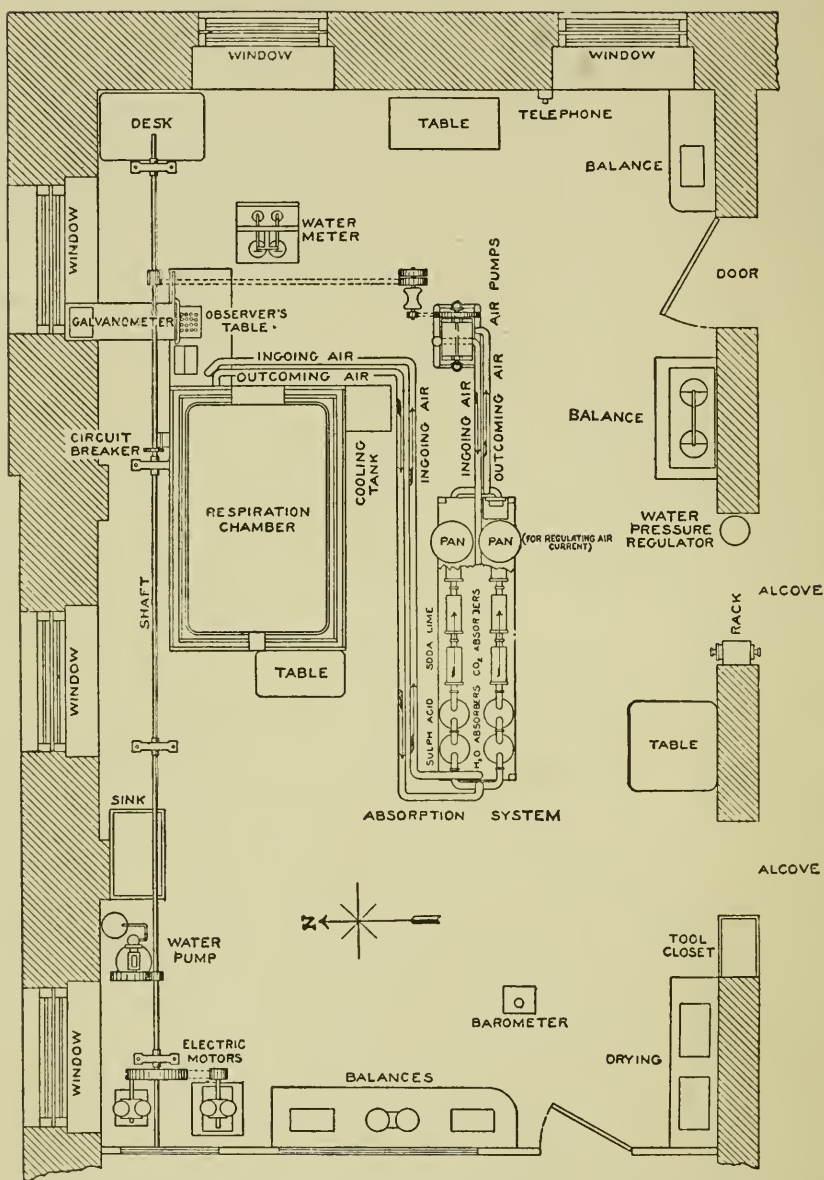 WINDOW
WINDOW
DESK
TABLE
TELEPHONE
BALANCE
WINDOW
WATER
METER
DOOR
AIR PUMPS
GALVANOMETER
OBSERVER'S
TABLE
INGOING AIR
OUTCOMING AIR
INGOING AIR
INGOING AIR
OUTCOMING AIR
BALANCE
CIRCUIT
BREAKER
COOLING
TANK
RESPIRATION
CHAMBER
PAN
PAN
(FOR REGULATING AIR
CURRENT)
WATER
PRESSURE
REGULATOR
ALCOVE
RACK
SHAFT
SODA LIME
CO₂ ABSORBERS
WINDOW
TABLE
SULPH ACID
H₂O ABSORBERS
TABLE
SINK
ABSORPTION SYSTEM
ALCOVE
N
WATER
PUMP
TOOL
CLOSET
WINDOW
BAROMETER
ELECTRIC
MOTORS
BALANCES
DRYING